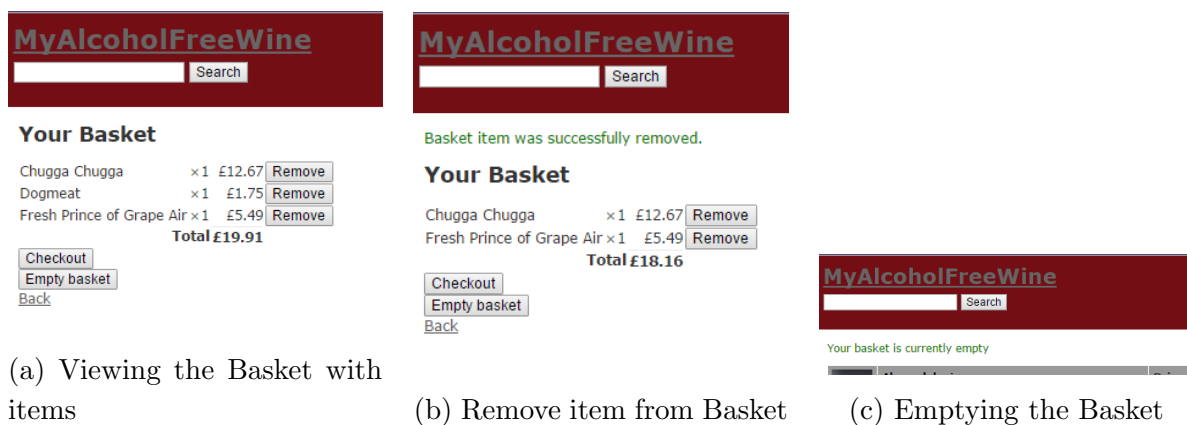 MyAlcoholFreeWine
Search
Your Basket
Chugga Chugga ×1 £12.67 Remove
Dogmeat ×1 £1.75 Remove
Fresh Prince of Grape Air ×1 £5.49 Remove
Total £19.91
Checkout
Empty basket
Back
(a) Viewing the Basket with
items
MyAlcoholFreeWine
Search
Basket item was successfully removed.
Your Basket
Chugga Chugga ×1 £12.67 Remove
Fresh Prince of Grape Air ×1 £5.49 Remove
Total £18.16
Checkout
Empty basket
Back
(b) Remove item from Basket
MyAlcoholFreeWine
Search
Your basket is currently empty
(c) Emptying the Basket